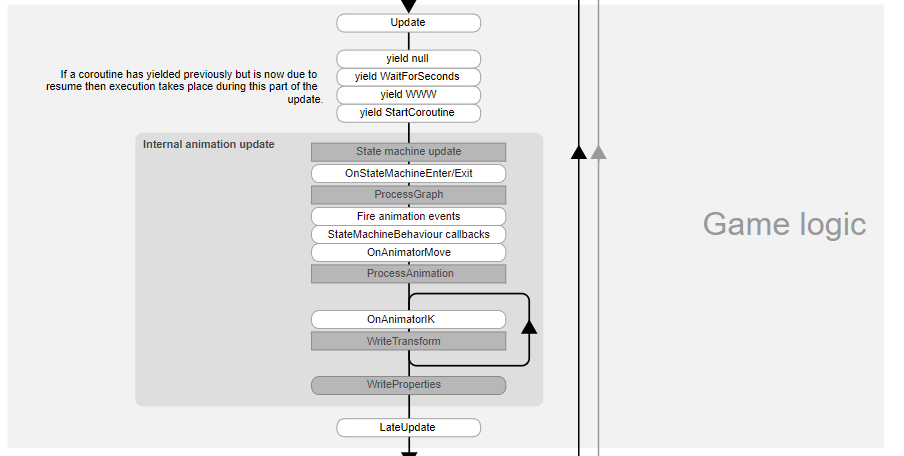 Update
yield null
If a coroutine has yielded previously but is now due to
resume then execution takes place during this part of the
update.
yield WaitForSeconds
yield WWW
yield StartCoroutine
Internal animation update
State machine update
OnStateMachineEnter/Exit
ProcessGraph
Fire animation events
StateMachineBehaviour callbacks
OnAnimatorMove
ProcessAnimation
Game logic
OnAnimatorIK
WriteTransform
WriteProperties
LateUpdate